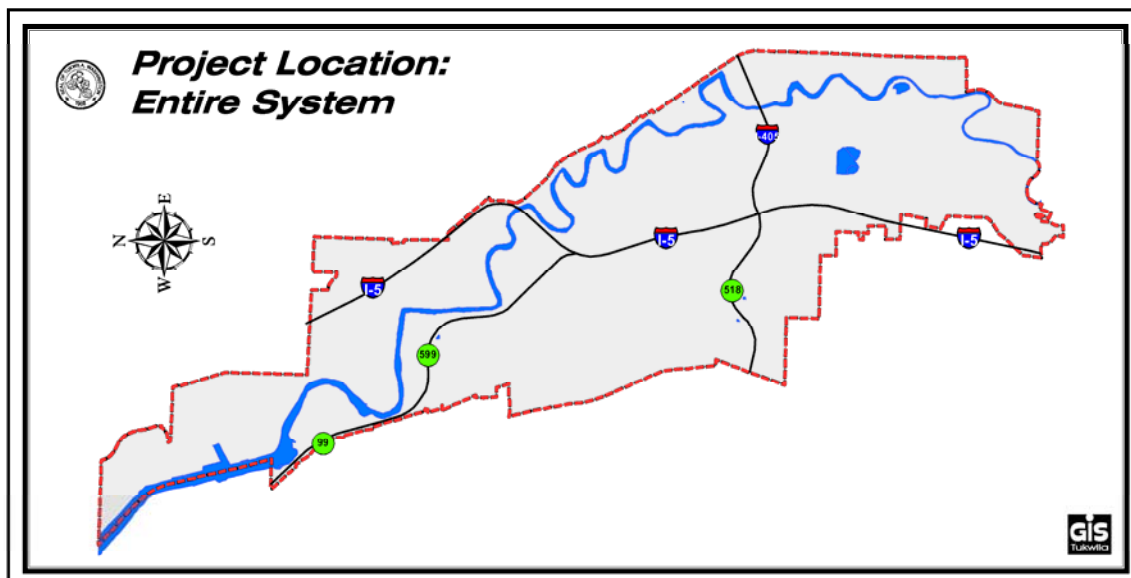 Project Location:
Entire System
I-405
E
N
S
W
I-5
I-5
I-5
518
599
99
GIS
Tukwila